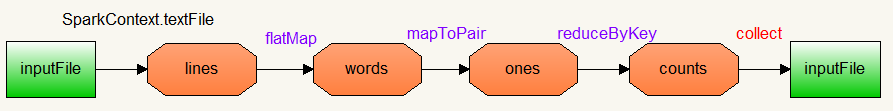 SparkContext.textFile
flatMap
mapToPair
reduceByKey
collect
inputFile
lines
words
ones
counts
inputFile